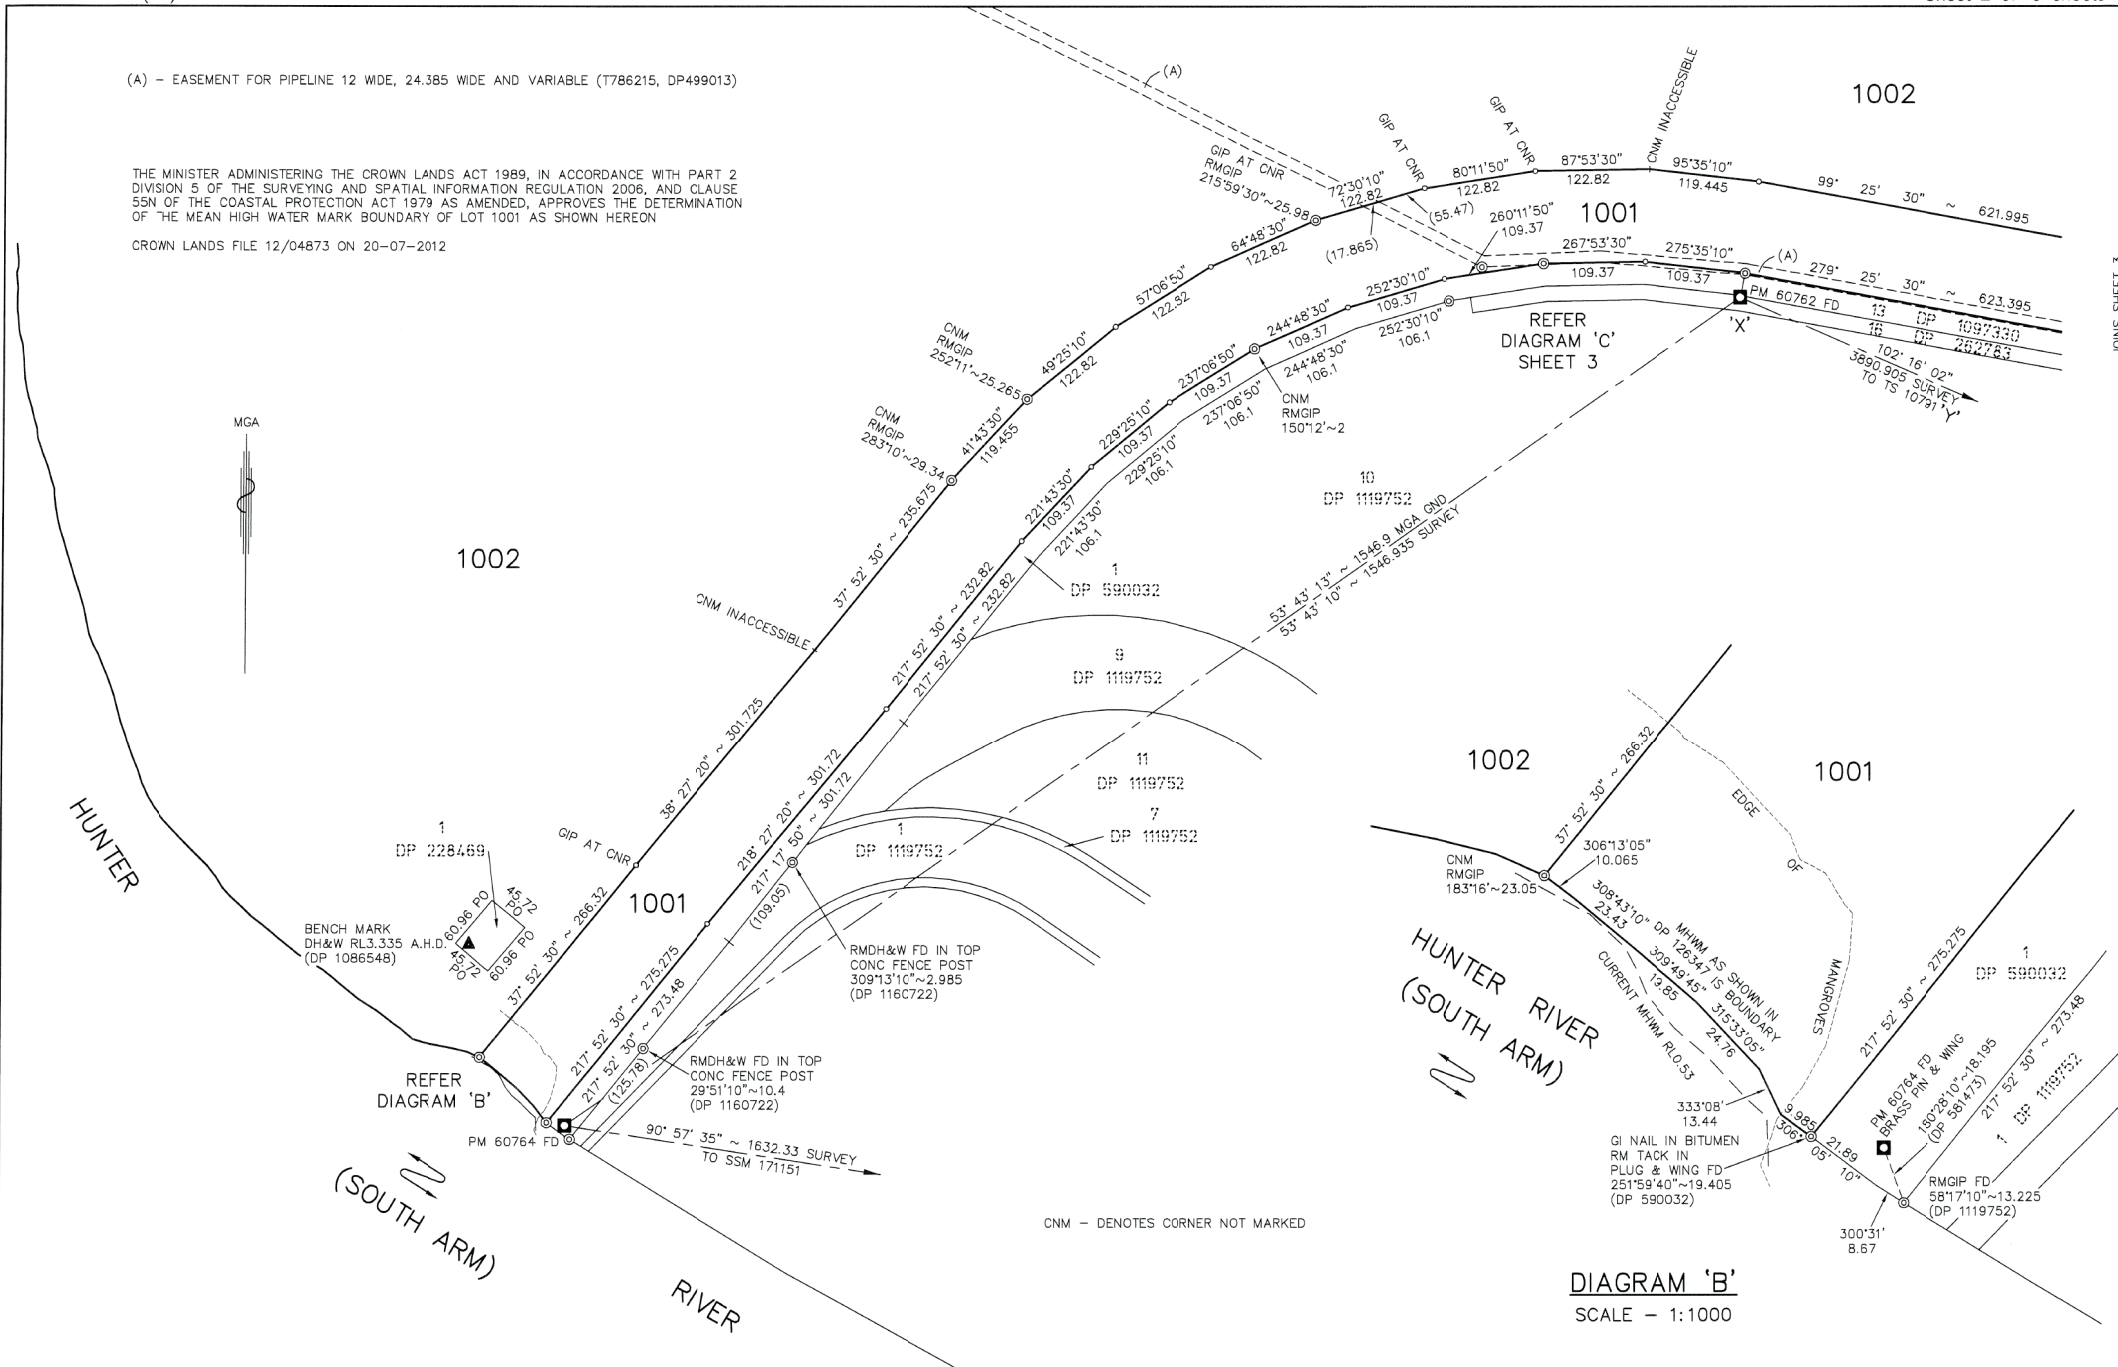 (A) – EASEMENT FOR PIPELINE 12 WIDE, 24.385 WIDE AND VARIABLE (T786215, DP499013)
THE MINISTER ADMINISTERING THE CROWN LANDS ACT 1989, IN ACCORDANCE WITH PART 2
DIVISION 5 OF THE SURVEYING AND SPATIAL INFORMATION REGULATION 2006, AND CLAUSE
55N OF THE COASTAL PROTECTION ACT 1979 AS AMENDED, APPROVES THE DETERMINATION
OF THE MEAN HIGH WATER MARK BOUNDARY OF LOT 1001 AS SHOWN HEREON
CROWN LANDS FILE 12/04873 ON 20-07-2012
MGA
1002
1002
(A)
GIP AT CNR
RMGIP
215°59'30"~25.98
GIP AT CNR
GIP AT CNR
CNM INACCESSIBLE
72°30'10"
122.82
80°11'50"
122.82
87°53'30"
122.82
95°35'10"
119.445
99° 25' 30" ~ 621.995
1001
(55.47)
(17.865)
260°11'50"
109.37
267°53'30"
109.37
275°35'10"
109.37
(A)
279° 25' 30" ~ 623.395
64°48'30"
122.82
57°06'50"
122.82
49°25'10"
122.82
CNM
RMGIP
252°11'~25.265
41°43'30"
119.455
CNM
RMGIP
283°10'~29.34
37° 52' 30" ~ 235.675
CNM INACCESSIBLE
38° 27' 20" ~ 301.725
GIP AT CNR
37° 52' 30" ~ 266.32
252°30'10"
109.37
244°48'30"
109.37
237°06'50"
109.37
229°25'10"
109.37
221°43'30"
109.37
217° 52' 30" ~ 232.82
218° 27' 20" ~ 301.72
217° 52' 30" ~ 275.275
252°30'10"
106.1
244°48'30"
106.1
237°06'50"
106.1
229°25'10"
106.1
221°43'30"
106.1
217° 52' 30" ~ 232.82
217° 17' 50" ~ 301.72
(109.05)
217° 52' 30" ~ 273.48
(125.78)
CNM
RMGIP
150°12'~2
REFER
DIAGRAM 'C'
SHEET 3
PM 60762 FD
'X'
13 DP 1097330
16 DP 262783
102° 16' 02"
3890.905 SURVEY
TO TS 10791 'Y'
10
DP 1119752
53° 43' 13" ~ 1546.9 MGA GND
53° 43' 10" ~ 1546.935 SURVEY
1
DP 590032
9
DP 1119752
11
DP 1119752
7
DP 1119752
1
DP 1119752
1
DP 228469
1001
60.96 PO
45.72
PO
60.96 PO
45.72
PO
BENCH MARK
DH&W RL3.335 A.H.D.
(DP 1086548)
RMDH&W FD IN TOP
CONC FENCE POST
309°13'10"~2.985
(DP 1160722)
RMDH&W FD IN TOP
CONC FENCE POST
29°51'10"~10.4
(DP 1160722)
REFER
DIAGRAM 'B'
PM 60764 FD
90° 57' 35" ~ 1632.33 SURVEY
TO SSM 171151
HUNTER
(SOUTH ARM)
RIVER
CNM – DENOTES CORNER NOT MARKED
1002
1001
37° 52' 30" ~ 266.32
EDGE
OF
MANGROVES
CNM
RMGIP
183°16'~23.05
306°13'05"
10.065
308°43'10"
23.43
309°49'45"
19.85
315°33'05"
24.76
MHWM AS SHOWN IN
DP 126347 IS BOUNDARY
CURRENT MHWM RL0.53
HUNTER RIVER
(SOUTH ARM)
333°08'
13.44
9.985
306° 05' 10"
21.89
217° 52' 30" ~ 275.275
1
DP 590032
PM 60764 FD
BRASS PIN & WING
150°28'10"~18.195
(DP 581473)
217° 52' 30" ~ 273.48
1 DP 1119752
GI NAIL IN BITUMEN
RM TACK IN
PLUG & WING FD
251°59'40"~19.405
(DP 590032)
RMGIP FD
58°17'10"~13.225
(DP 1119752)
300°31'
8.67
DIAGRAM 'B'
SCALE – 1:1000